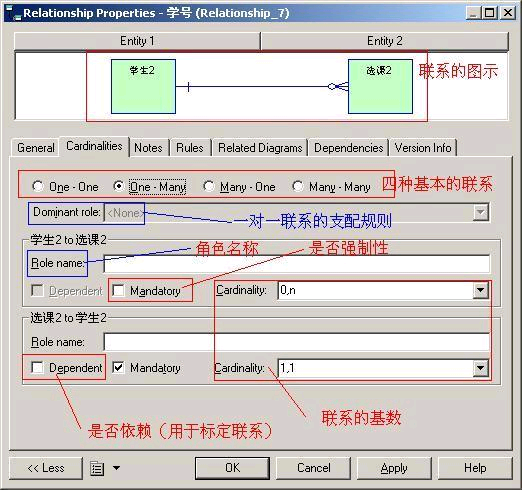 Relationship Properties - 学号 (Relationship_7)
Entity 1
Entity 2
学生2
选课2
联系的图示
General
Cardinalities
Notes
Rules
Related Diagrams
Dependencies
Version Info
One - One
One - Many
Many - One
Many - Many
四种基本的联系
Dominant role:
<None>
一对一联系的支配规则
学生2 to 选课2
角色名称
是否强制性
Role name:
Dependent
Mandatory
Cardinality:
0,n
选课2 to 学生2
Role name:
Dependent
Mandatory
Cardinality:
1,1
是否依赖（用于标定联系）
联系的基数
<< Less
OK
Cancel
Apply
Help